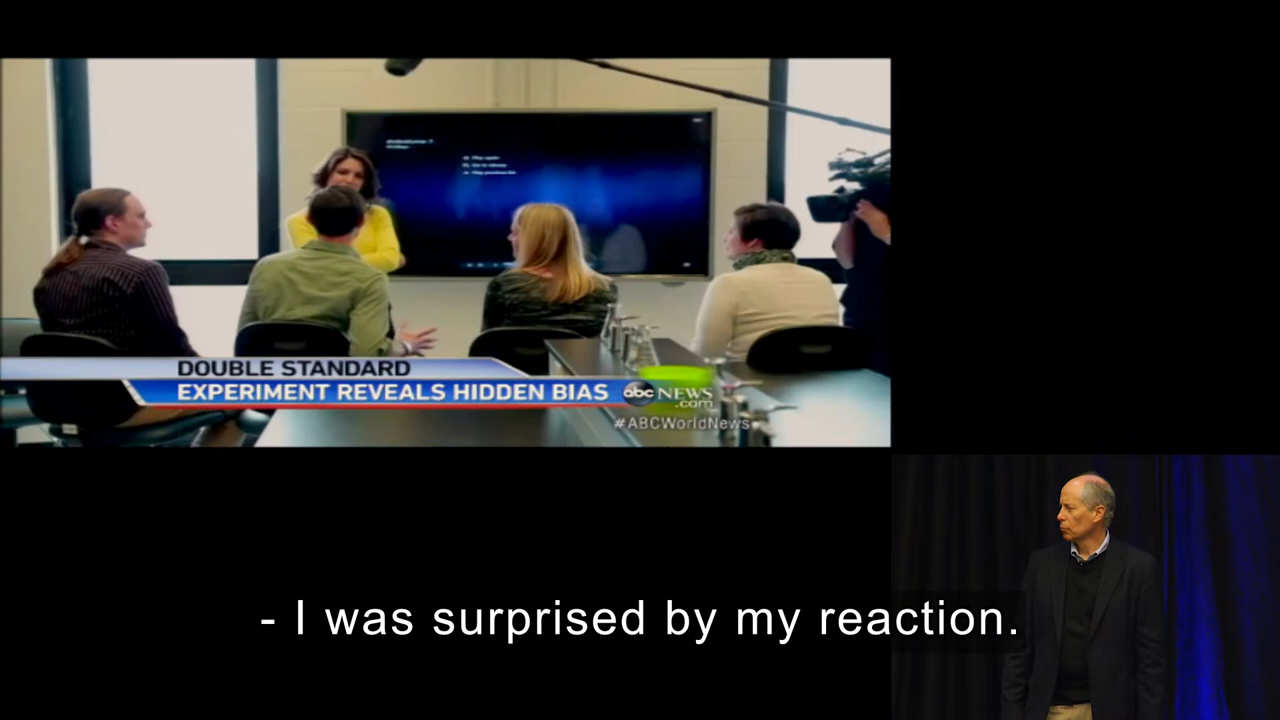 DOUBLE STANDARD
EXPERIMENT REVEALS HIDDEN BIAS
abc NEWS
.com
#ABCWorldNews
- I was surprised by my reaction.